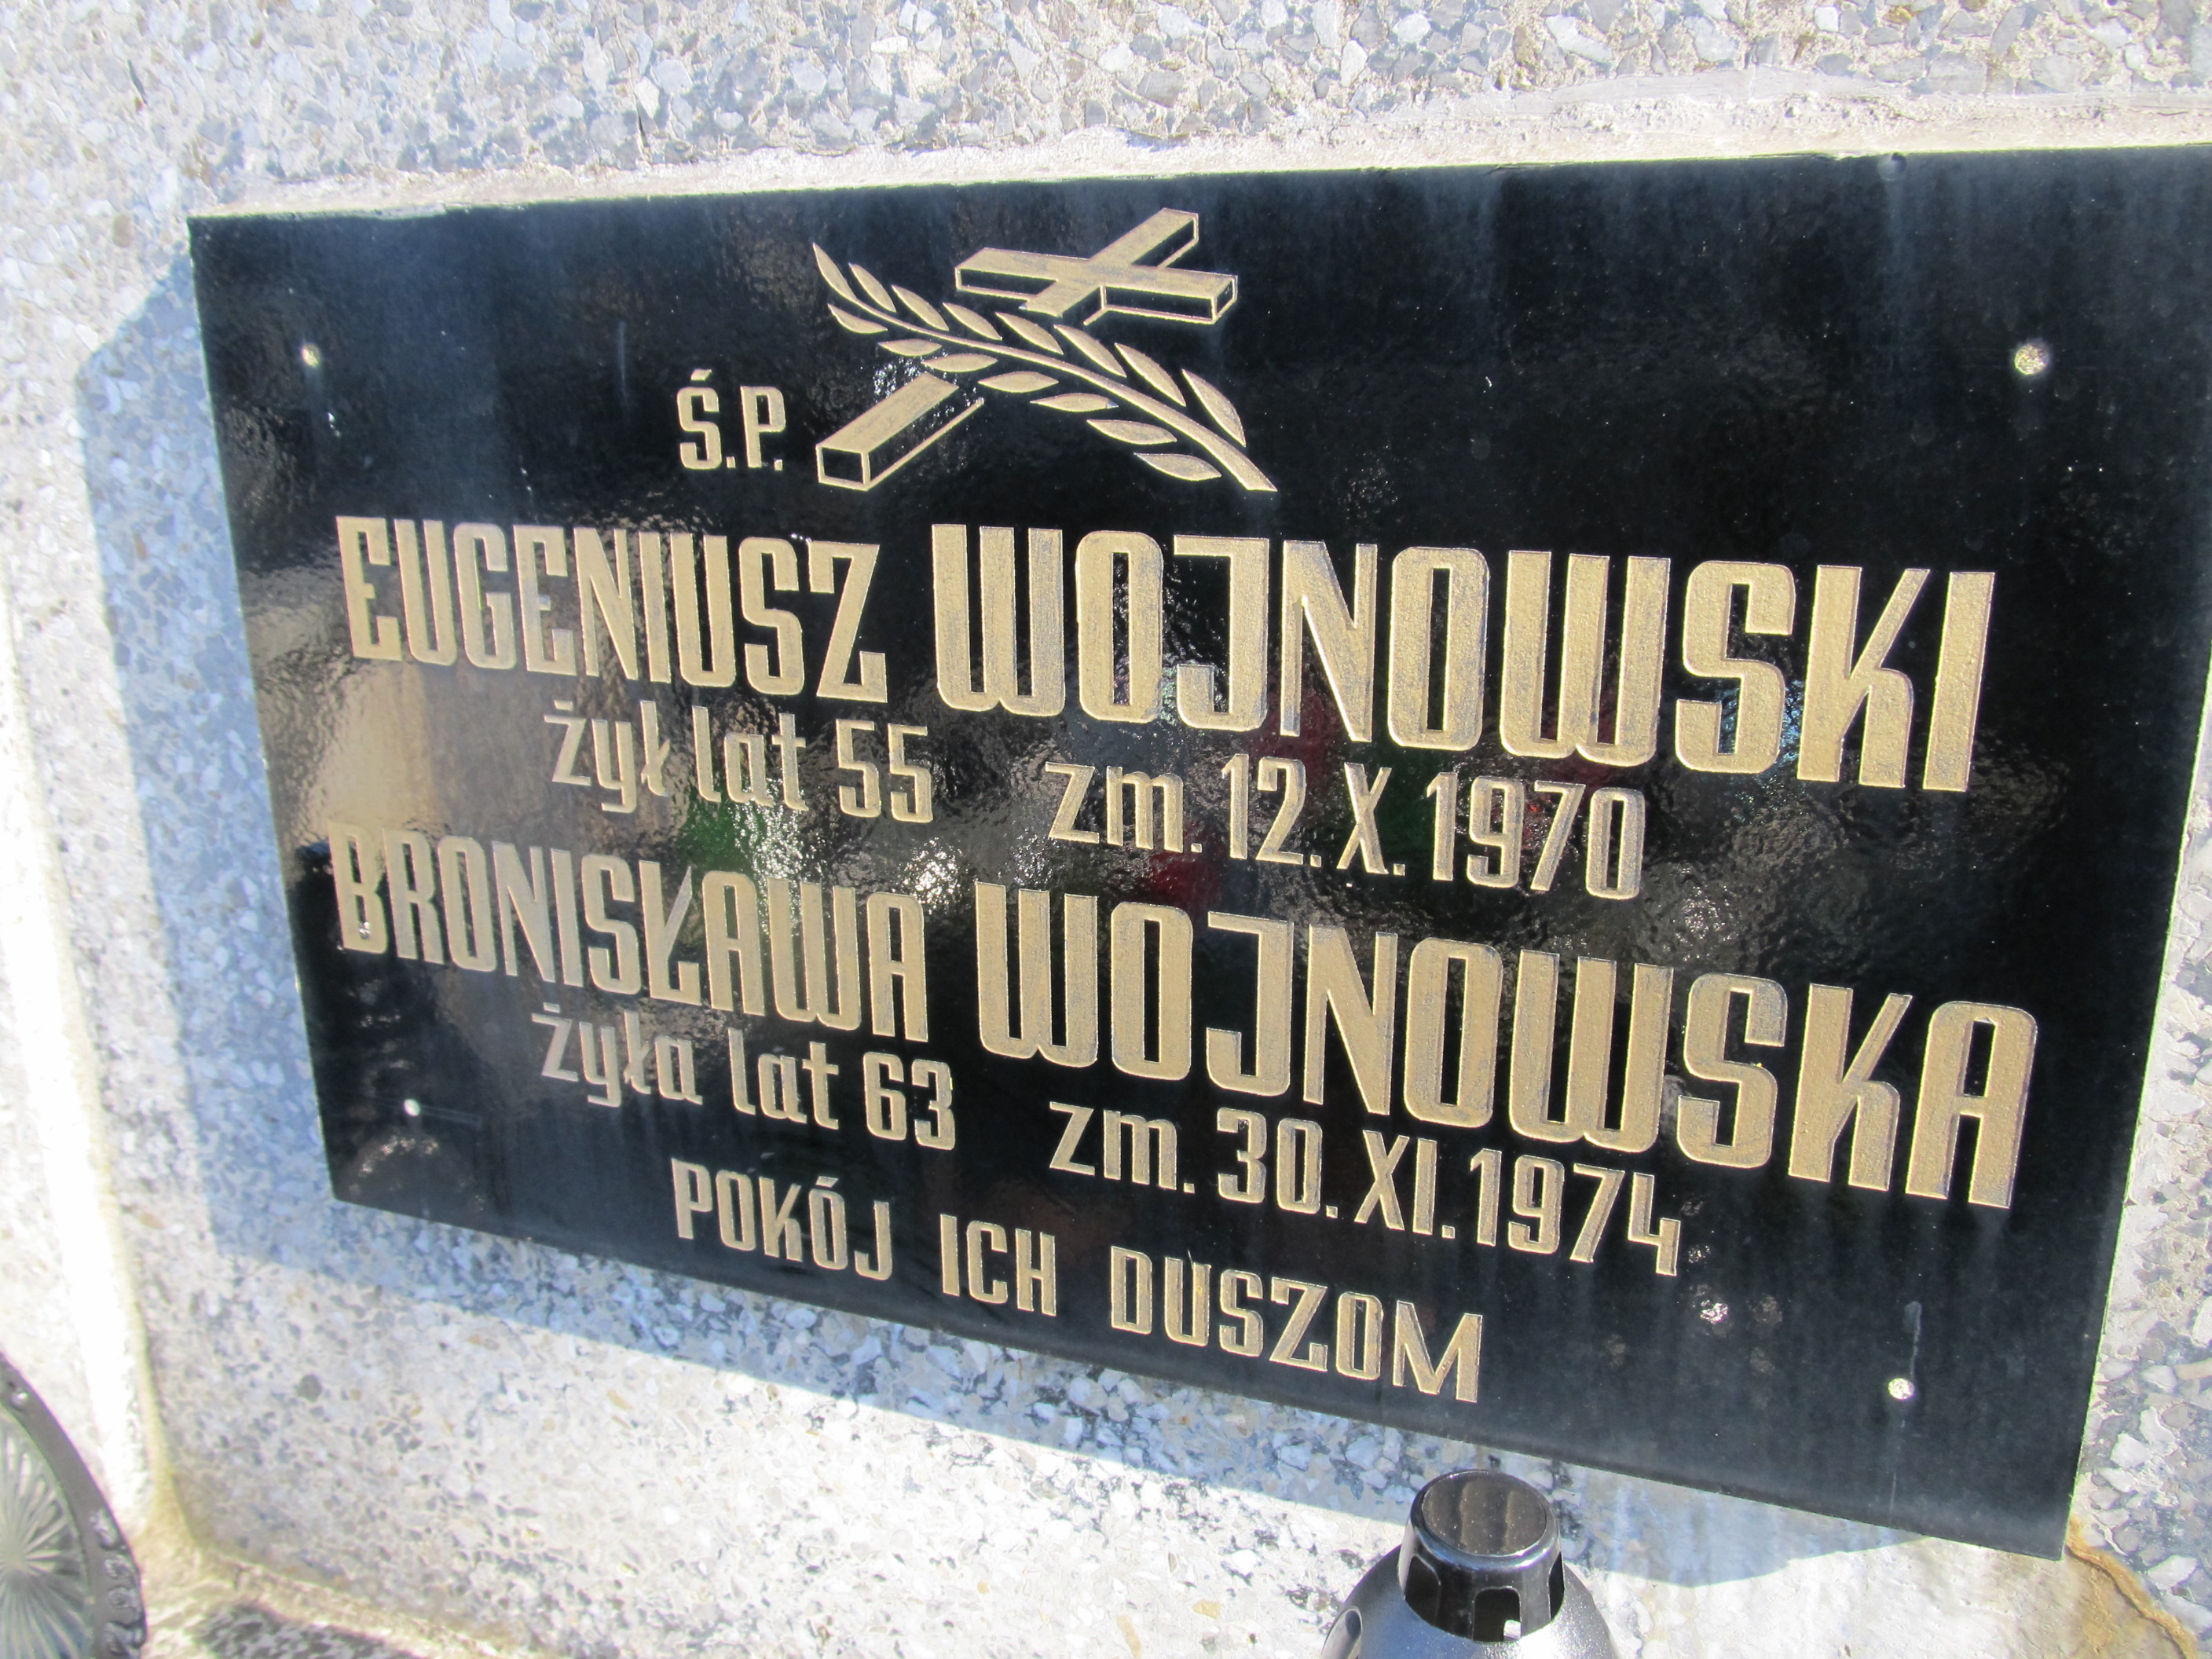 Ś.P.
EUGENIUSZ WOJNOWSKI
żył lat 55 zm. 12. X. 1970
BRONISŁAWA WOJNOWSKA
żyła lat 63 zm. 30. XI. 1974
POKÓJ ICH DUSZOM